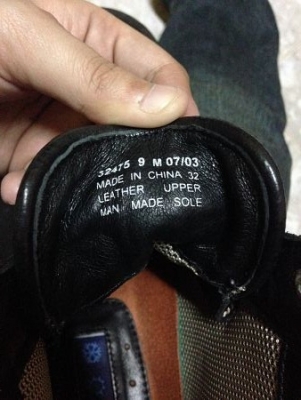 32475 9 M 07/03
MADE IN CHINA 32
LEATHER UPPER
MAN MADE SOLE